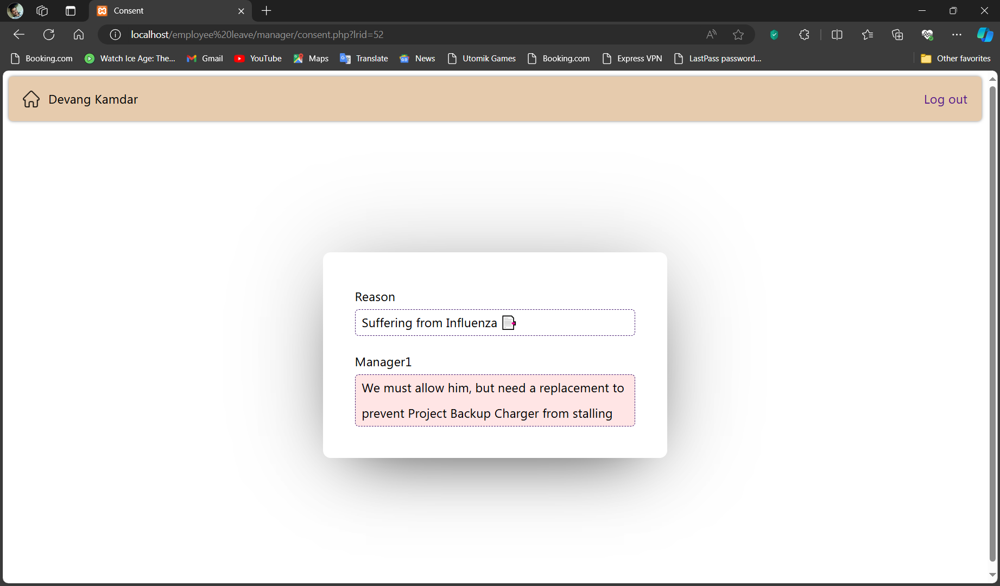 Consent
localhost/employee%20leave/manager/consent.php?lrid=52
Booking.com
Watch Ice Age: The...
Gmail
YouTube
Maps
Translate
News
Utomik Games
Booking.com
Express VPN
LastPass password...
Other favorites
Devang Kamdar
Log out
Reason
Suffering from Influenza 📑
Manager1
We must allow him, but need a replacement to
prevent Project Backup Charger from stalling